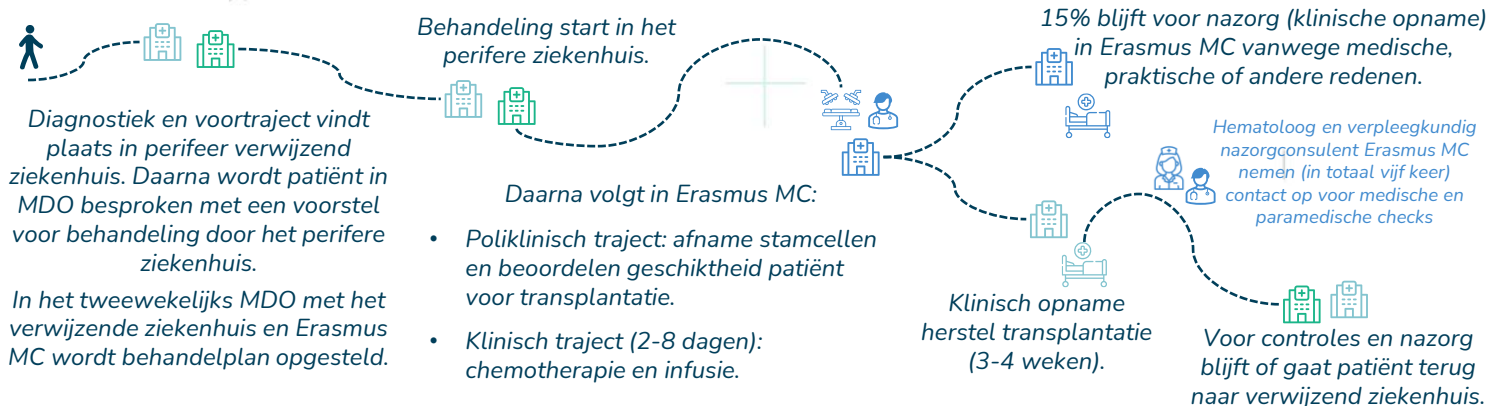 Diagnostiek en voortraject vindt
plaats in perifeer verwijzend
ziekenhuis. Daarna wordt patiënt in
MDO besproken met een voorstel
voor behandeling door het perifere
ziekenhuis.
In het tweewekelijks MDO met het
verwijzende ziekenhuis en Erasmus
MC wordt behandelplan opgesteld.
Behandeling start in het
perifere ziekenhuis.
Daarna volgt in Erasmus MC:
• Poliklinisch traject: afname stamcellen
en beoordelen geschiktheid patiënt
voor transplantatie.
• Klinisch traject (2-8 dagen):
chemotherapie en infusie.
15% blijft voor nazorg (klinische opname)
in Erasmus MC vanwege medische,
praktische of andere redenen.
Hematoloog en verpleegkundig
nazorgconsulent Erasmus MC
nemen (in totaal vijf keer)
contact op voor medische en
paramedische checks
Klinisch opname
herstel transplantatie
(3-4 weken).
Voor controles en nazorg
blijft of gaat patiënt terug
naar verwijzend ziekenhuis.